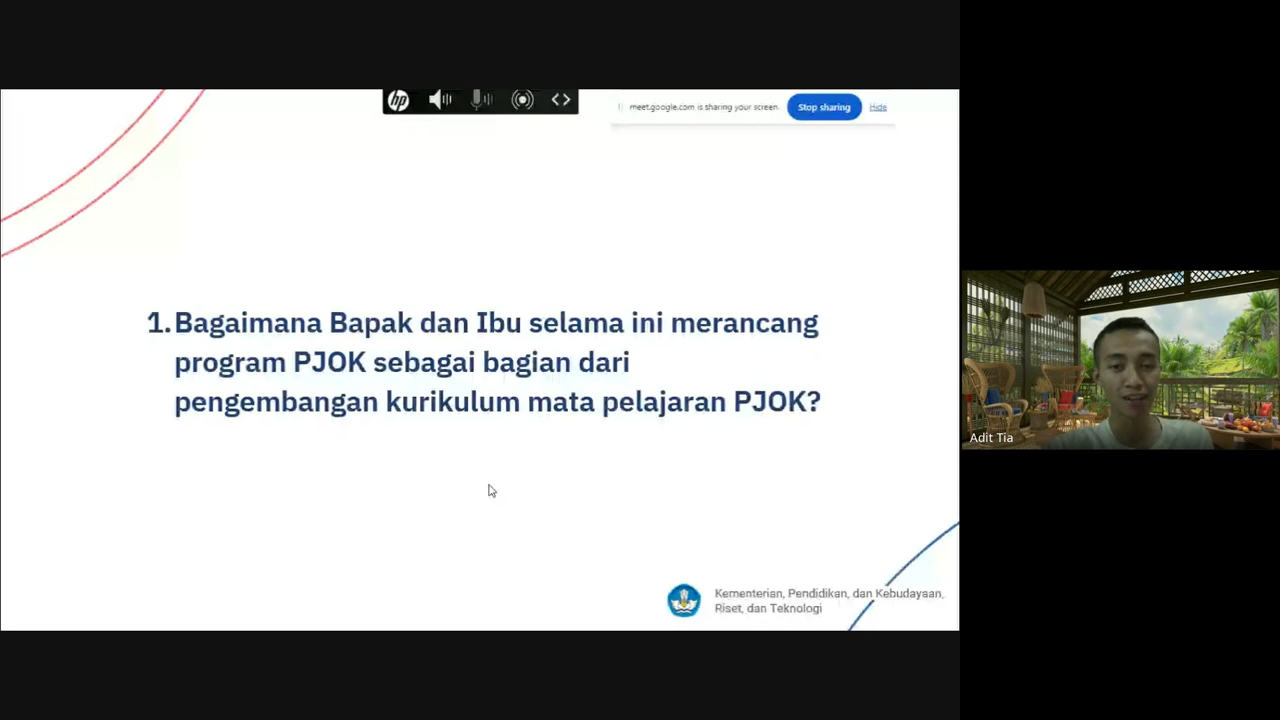 hp
meet.google.com is sharing your screen.
Stop sharing
Hide
1. Bagaimana Bapak dan Ibu selama ini merancang
program PJOK sebagai bagian dari
pengembangan kurikulum mata pelajaran PJOK?
Adit Tia
Kementerian, Pendidikan, dan Kebudayaan,
Riset, dan Teknologi